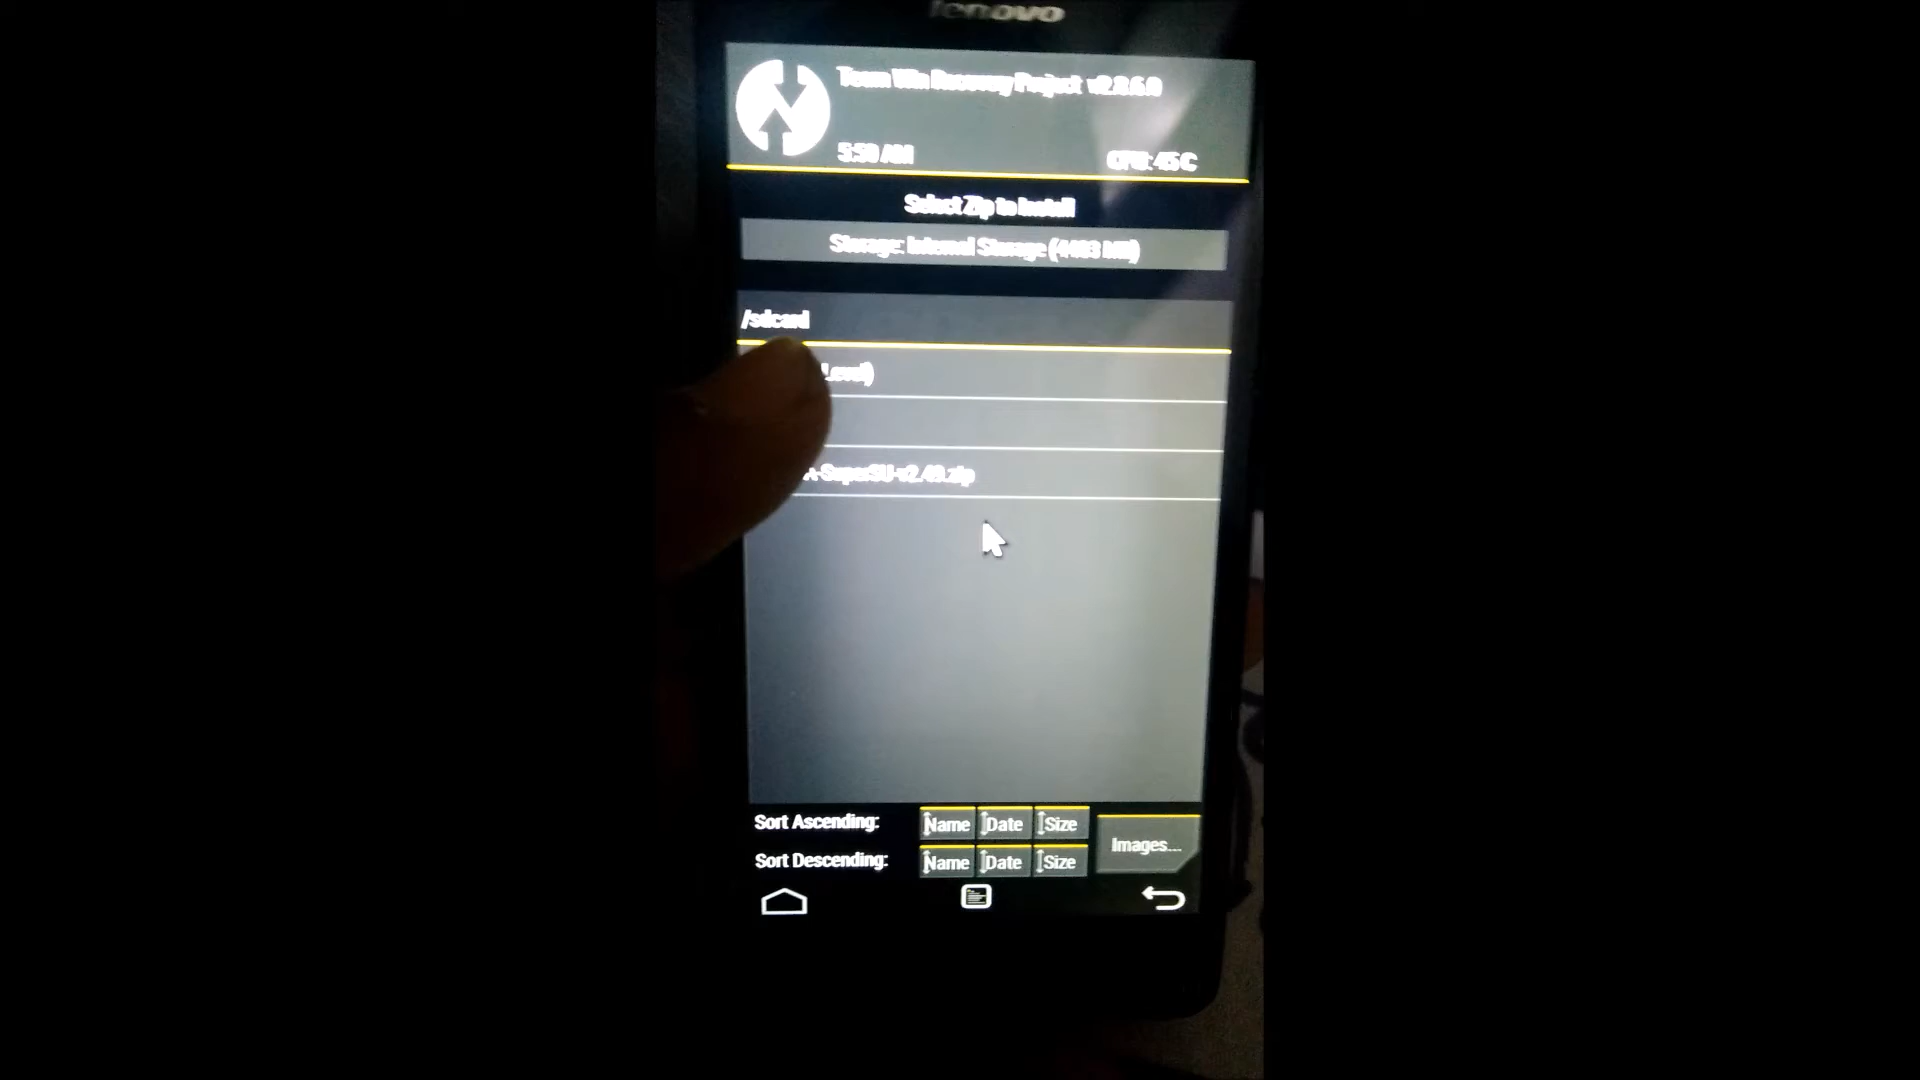 lenovo
Team Win Recovery Project v2.8.6.0
5:59 AM CPU: 45 C
Select Zip to Install
Storage: Internal Storage (4403 MB)
/sdcard
Level)
-SuperSU-v2.49.zip
Sort Ascending: Name Date Size
Images...
Sort Descending: Name Date Size